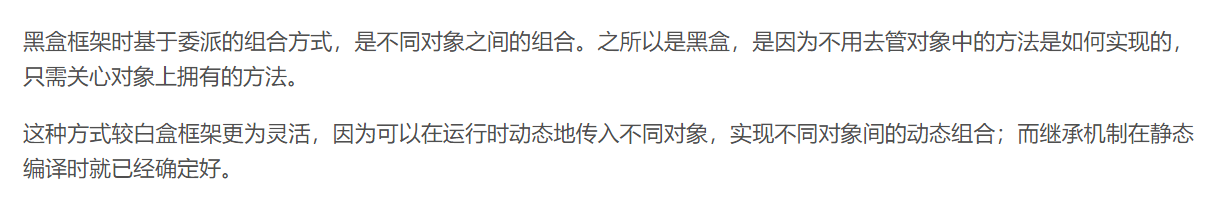 黑盒框架时基于委派的组合方式，是不同对象之间的组合。之所以是黑盒，是因为不用去管对象中的方法是如何实现的，
只需关心对象上拥有的方法。
这种方式较白盒框架更为灵活，因为可以在运行时动态地传入不同对象，实现不同对象间的动态组合；而继承机制在静态
编译时就已经确定好。